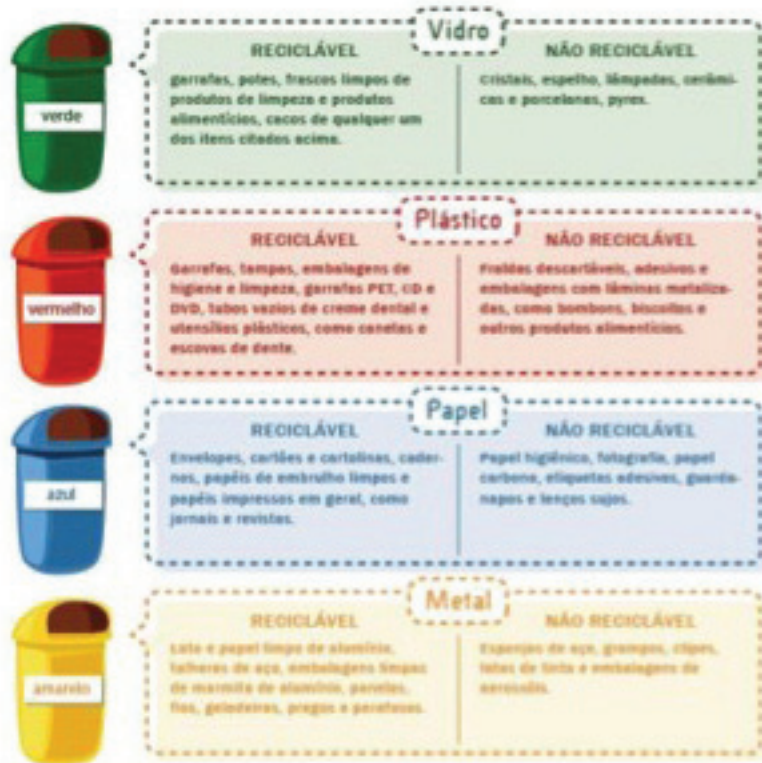 Vidro
verde
RECICLÁVEL
garrafas, potes, frascos limpos de
produtos de limpeza e produtos
alimentícios, cacos de qualquer um
dos itens citados acima.
NÃO RECICLÁVEL
Cristais, espelho, lâmpadas, cerâmi-
cas e porcelanas, pyrex.
Plástico
vermelho
RECICLÁVEL
Garrafas, tampas, embalagens de
higiene e limpeza, garrafas PET, CD e
DVD, tubos vazios de creme dental e
utensílios plásticos, como canetas e
escovas de dente.
NÃO RECICLÁVEL
Fraldas descartáveis, adesivos e
embalagens com lâminas metaliza-
das, como bombons, biscoitos e
outros produtos alimentícios.
Papel
azul
RECICLÁVEL
Envelopes, cartões e cartolinas, cader-
nos, papéis de embrulho limpos e
papéis impressos em geral, como
jornais e revistas.
NÃO RECICLÁVEL
Papel higiênico, fotografia, papel
carbono, etiquetas adesivas, guarda-
napos e lenços sujos.
Metal
amarelo
RECICLÁVEL
Lata e papel limpo de alumínio,
talheres de aço, embalagens limpas
de marmita de alumínio, panelas,
fios, geladeiras, pregos e parafusos.
NÃO RECICLÁVEL
Esponjas de aço, grampos, clipes,
latas de tinta e embalagens de
aerossóis.